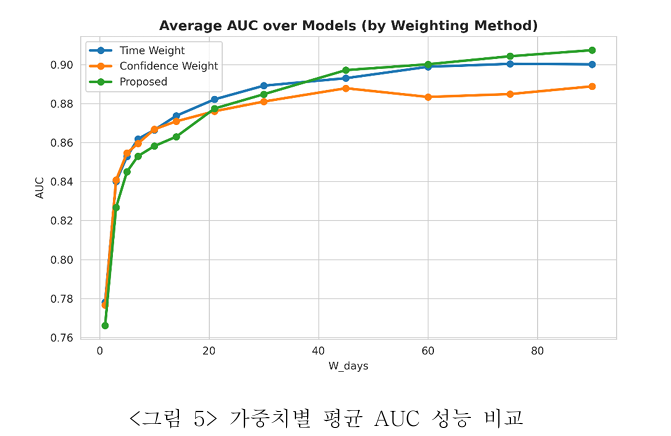 Average AUC over Models (by Weighting Method)
Time Weight
Confidence Weight
Proposed
AUC
0.90
0.88
0.86
0.84
0.82
0.80
0.78
0.76
0 20 40 60 80
W_days
<그림 5> 가중치별 평균 AUC 성능 비교